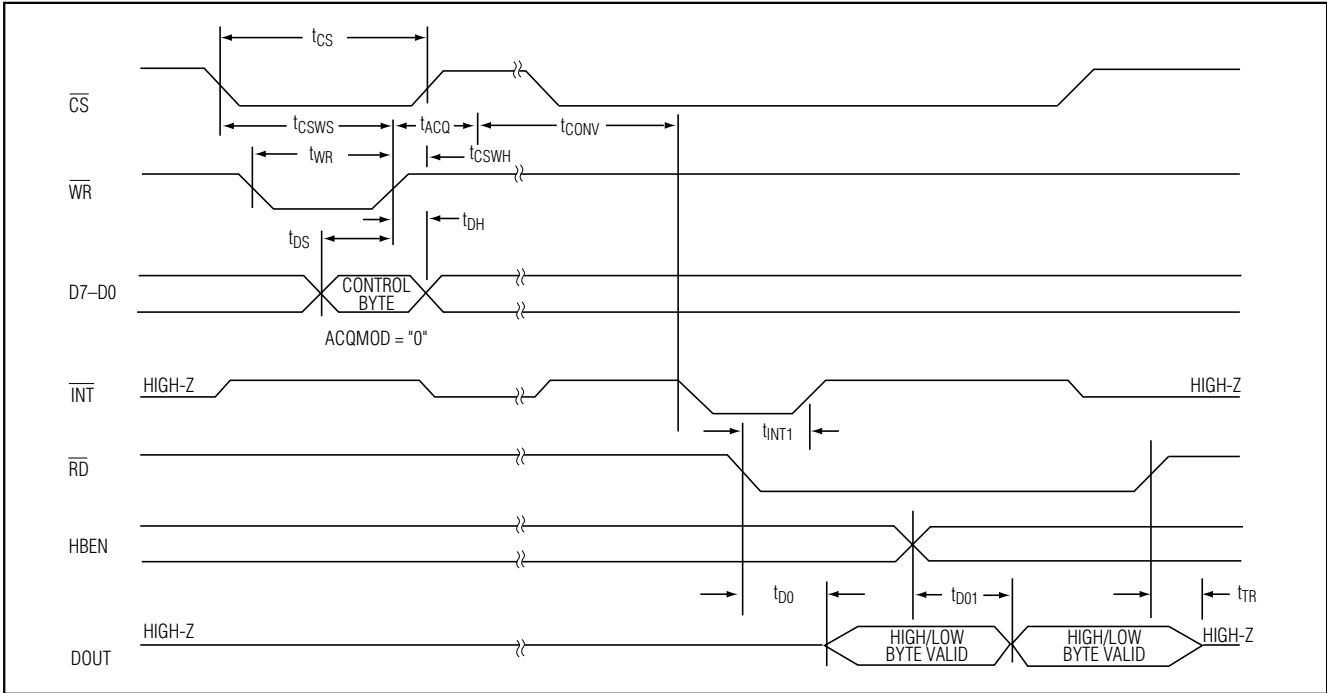 tCS
CS
tCSWS
tACQ
tCONV
tWR
tCSWH
WR
tDH
tDS
D7–D0
CONTROL
BYTE
ACQMOD = "0"
INT
HIGH-Z
HIGH-Z
tINT1
RD
HBEN
tD0
tD01
tTR
HIGH-Z
DOUT
HIGH/LOW
BYTE VALID
HIGH/LOW
BYTE VALID
HIGH-Z